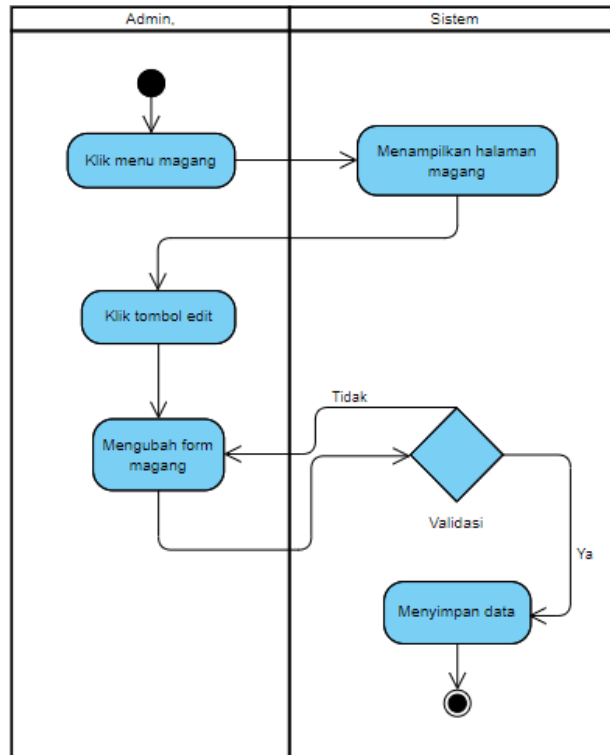 Admin,
Sistem
Klik menu magang
Menampilkan halaman
magang
Klik tombol edit
Tidak
Mengubah form
magang
Validasi
Ya
Menyimpan data